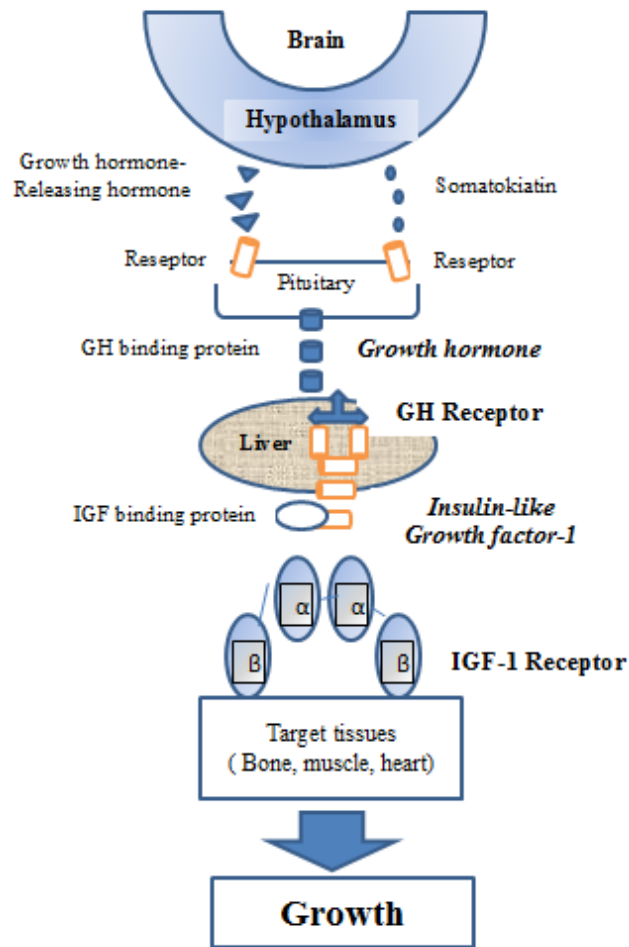 Brain
Hypothalamus
Growth hormone-
Releasing hormone
Somatokiatin
Reseptor
Reseptor
Pituitary
GH binding protein
Growth hormone
GH Receptor
Liver
IGF binding protein
Insulin-like
Growth factor-1
α
α
β
β
IGF-1 Receptor
Target tissues
( Bone, muscle, heart)
Growth